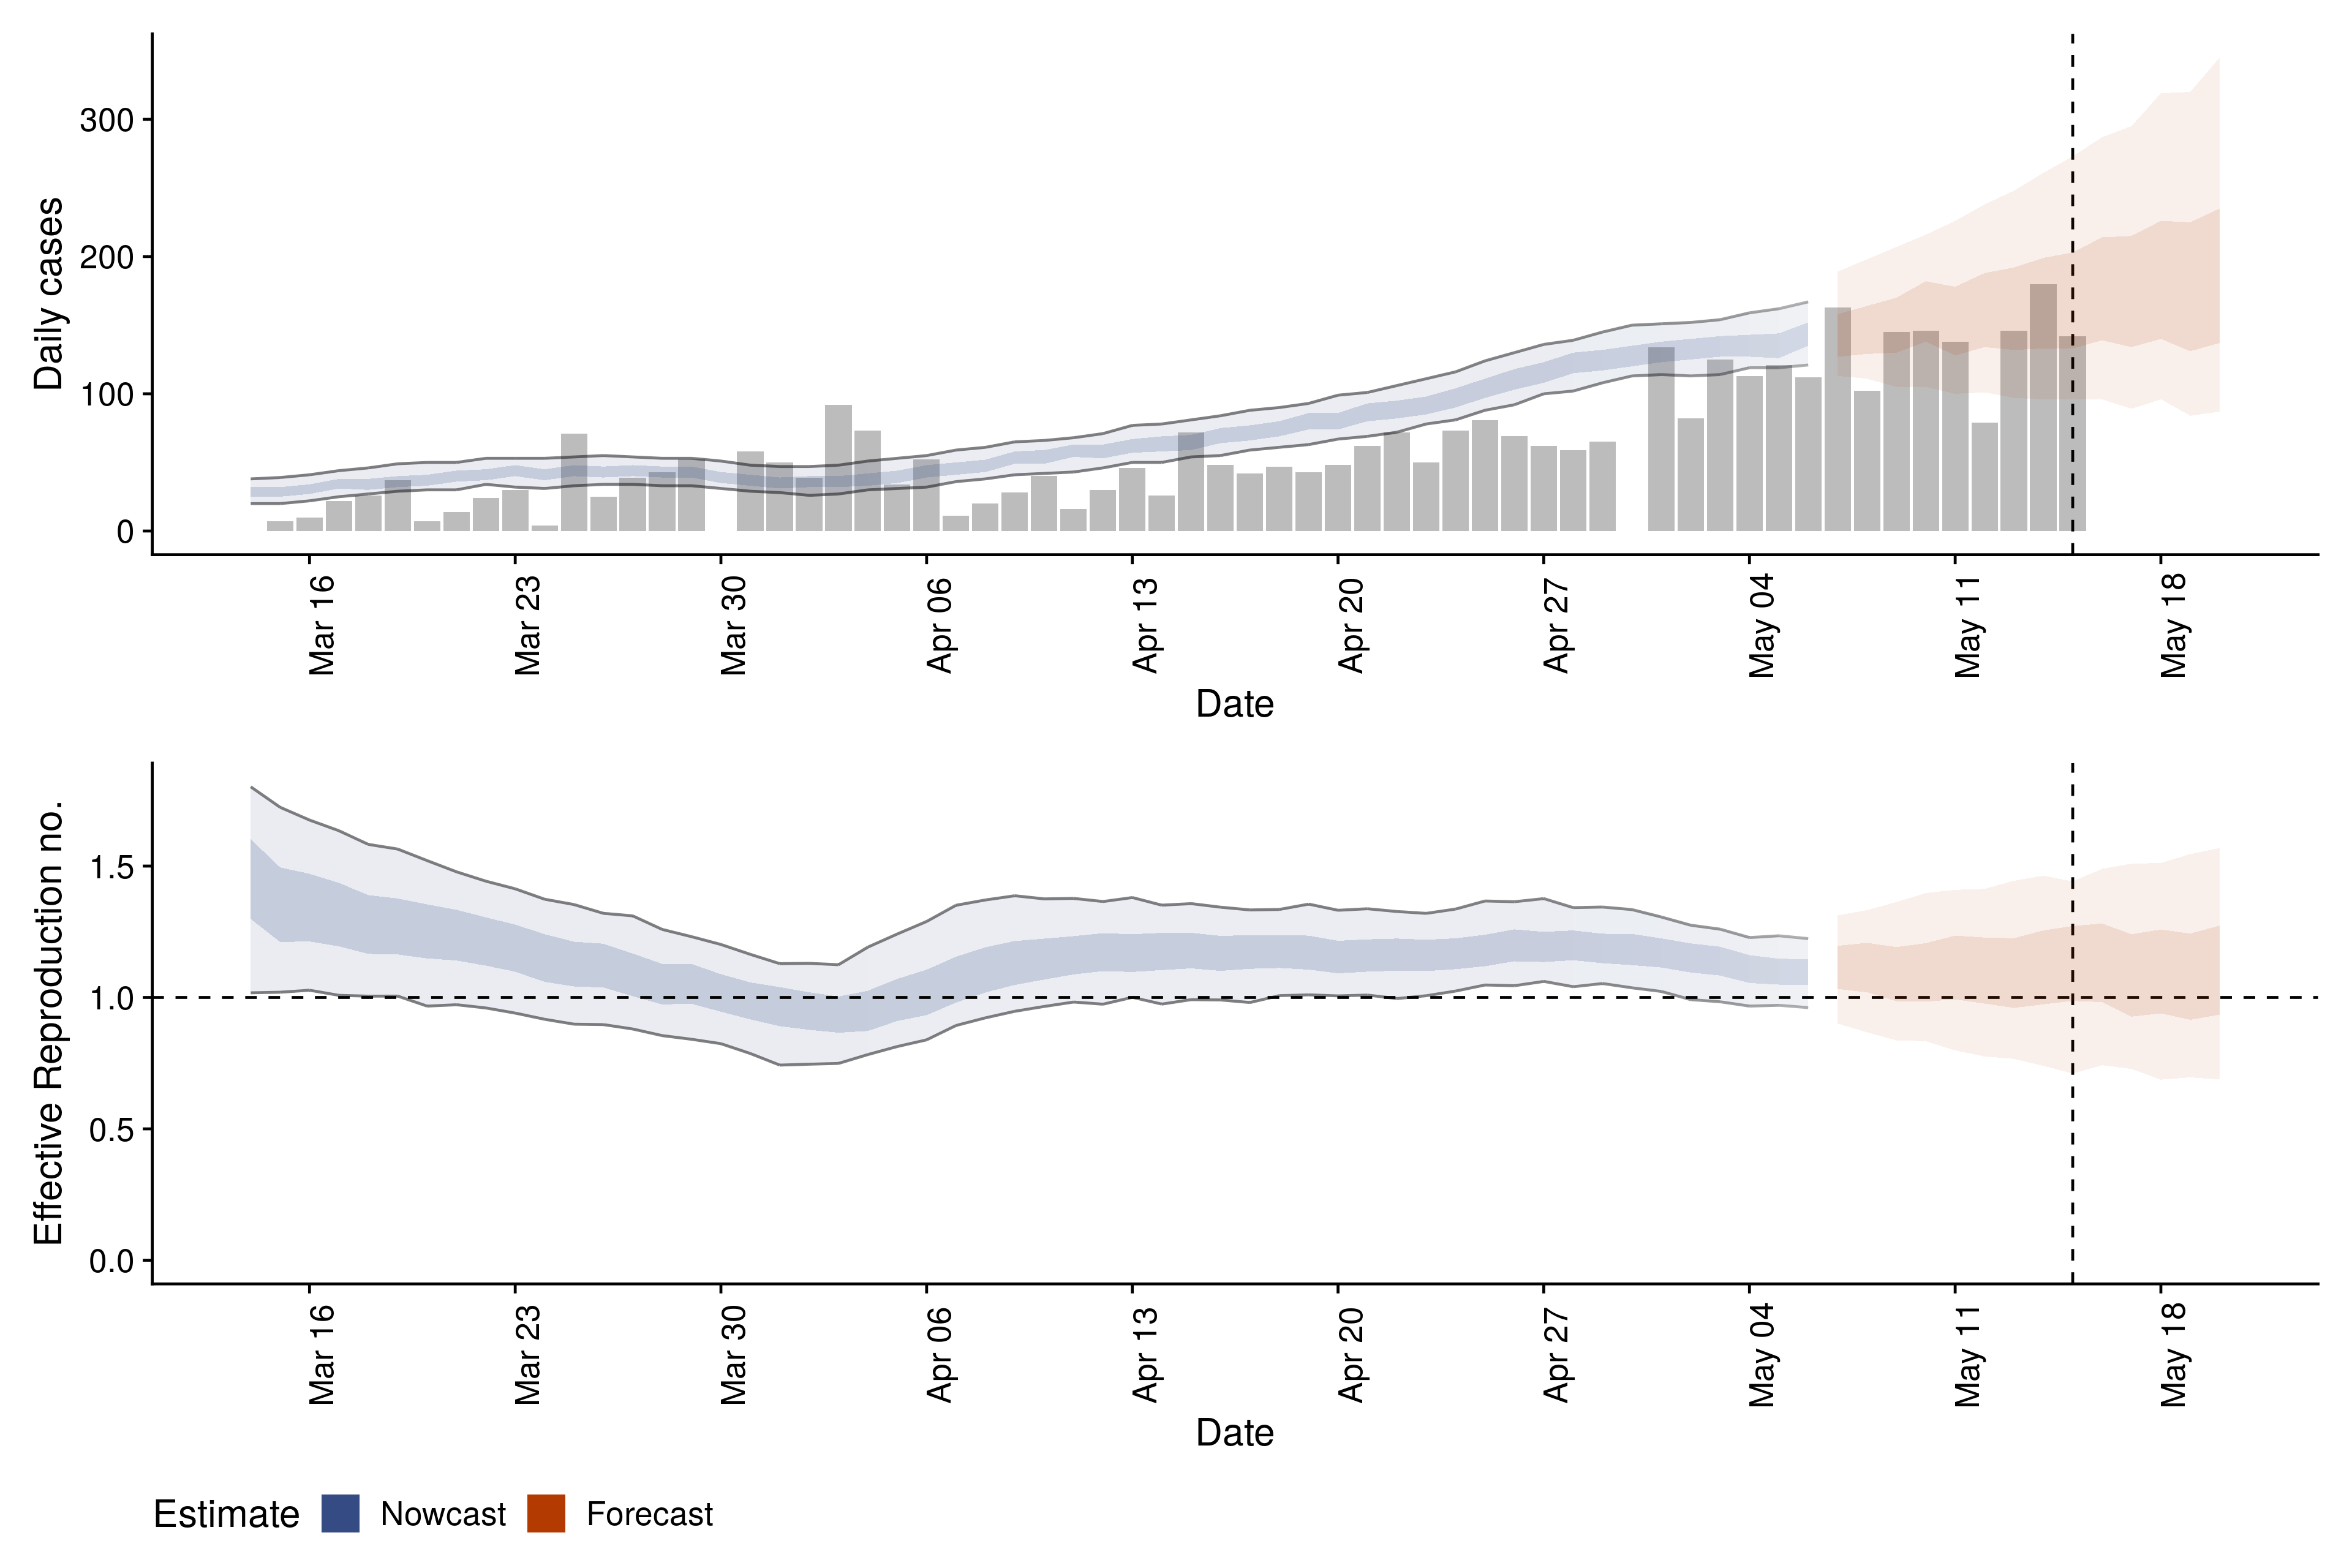 Daily cases
300
200
100
0
Mar 16
Mar 23
Mar 30
Apr 06
Apr 13
Apr 20
Apr 27
May 04
May 11
May 18
Date
Effective Reproduction no.
1.5
1.0
0.5
0.0
Mar 16
Mar 23
Mar 30
Apr 06
Apr 13
Apr 20
Apr 27
May 04
May 11
May 18
Date
Estimate Nowcast Forecast